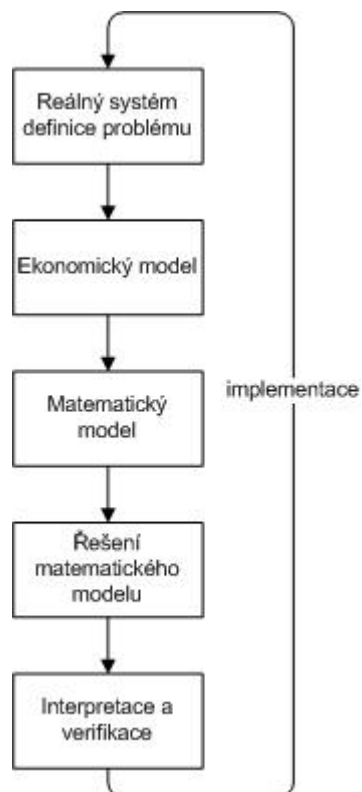 Reálný systém
definice problému
Ekonomický model
Matematický
model
implementace
Řešení
matematického
modelu
Interpretace a
verifikace